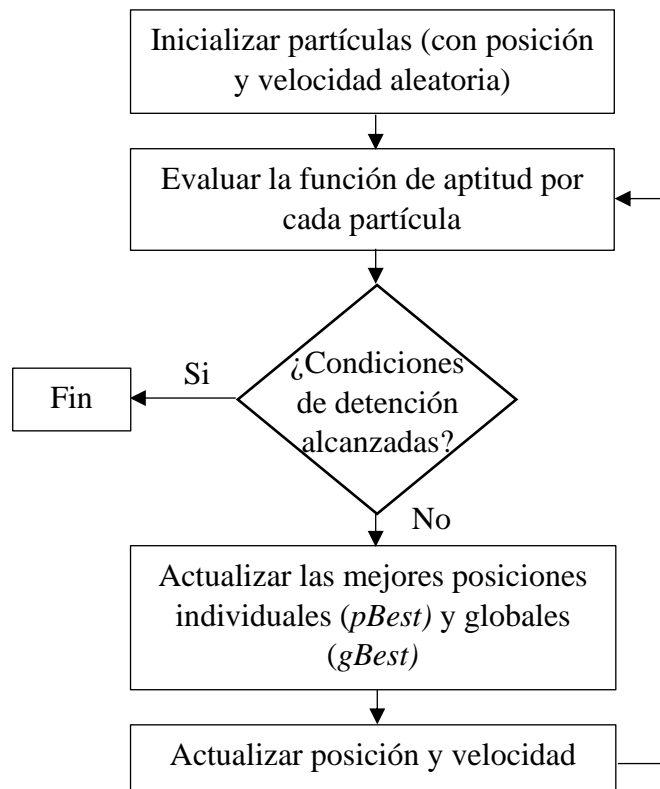 Inicializar partículas (con posición
y velocidad aleatoria)
Evaluar la función de aptitud por
cada partícula
¿Condiciones
de detención
alcanzadas?
Si
Fin
No
Actualizar las mejores posiciones
individuales (pBest) y globales
(gBest)
Actualizar posición y velocidad